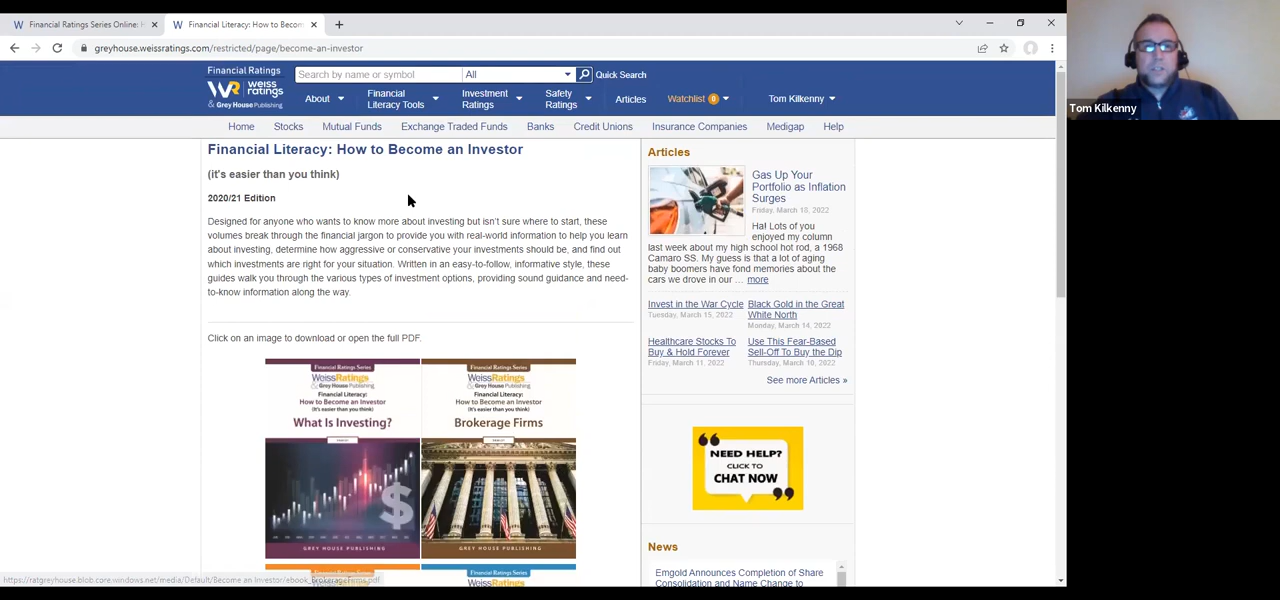 Financial Ratings Series Online: H
Financial Literacy: How to Becom
greyhouse.weissratings.com/restricted/page/become-an-investor
Tom Kilkenny
Financial Ratings
WR weiss ratings
& Grey House Publishing
Search by name or symbol
All
Quick Search
About
Financial Literacy Tools
Investment Ratings
Safety Ratings
Articles
Watchlist 0
Tom Kilkenny
Home Stocks Mutual Funds Exchange Traded Funds Banks Credit Unions Insurance Companies Medigap Help
Financial Literacy: How to Become an Investor
(it's easier than you think)
2020/21 Edition
Designed for anyone who wants to know more about investing but isn't sure where to start, these
volumes break through the financial jargon to provide you with real-world information to help you learn
about investing, determine how aggressive or conservative your investments should be, and find out
which investments are right for your situation. Written in an easy-to-follow, informative style, these
guides walk you through the various types of investment options, providing sound guidance and need-
to-know information along the way.
Click on an image to download or open the full PDF.
Financial Ratings Series
WeissRatings
& Grey House Publishing
Financial Literacy:
How to Become an Investor
(It's easier than you think)
What Is Investing?
GREY HOUSE PUBLISHING
Financial Ratings Series
WeissRatings
& Grey House Publishing
Financial Literacy:
How to Become an Investor
(It's easier than you think)
Brokerage Firms
GREY HOUSE PUBLISHING
Financial Ratings Series
WeissRatings
Financial Ratings Series
WeissRatings
Articles
Gas Up Your
Portfolio as Inflation
Surges
Friday, March 18, 2022
Ha! Lots of you
enjoyed my column
last week about my high school hot rod, a 1968
Camaro SS. My guess is that a lot of aging
baby boomers have fond memories about the
cars we drove in our ... more
Invest in the War Cycle
Tuesday, March 15, 2022
Black Gold in the Great
White North
Monday, March 14, 2022
Healthcare Stocks To
Buy & Hold Forever
Friday, March 11, 2022
Use This Fear-Based
Sell-Off To Buy the Dip
Thursday, March 10, 2022
See more Articles »
NEED HELP?
CLICK TO
CHAT NOW
News
Emgold Announces Completion of Share
Consolidation and Name Change to
https://ratgreyhouse.blob.core.windows.net/media/Default/Become an Investor/ebook_BrokerageFirms.pdf